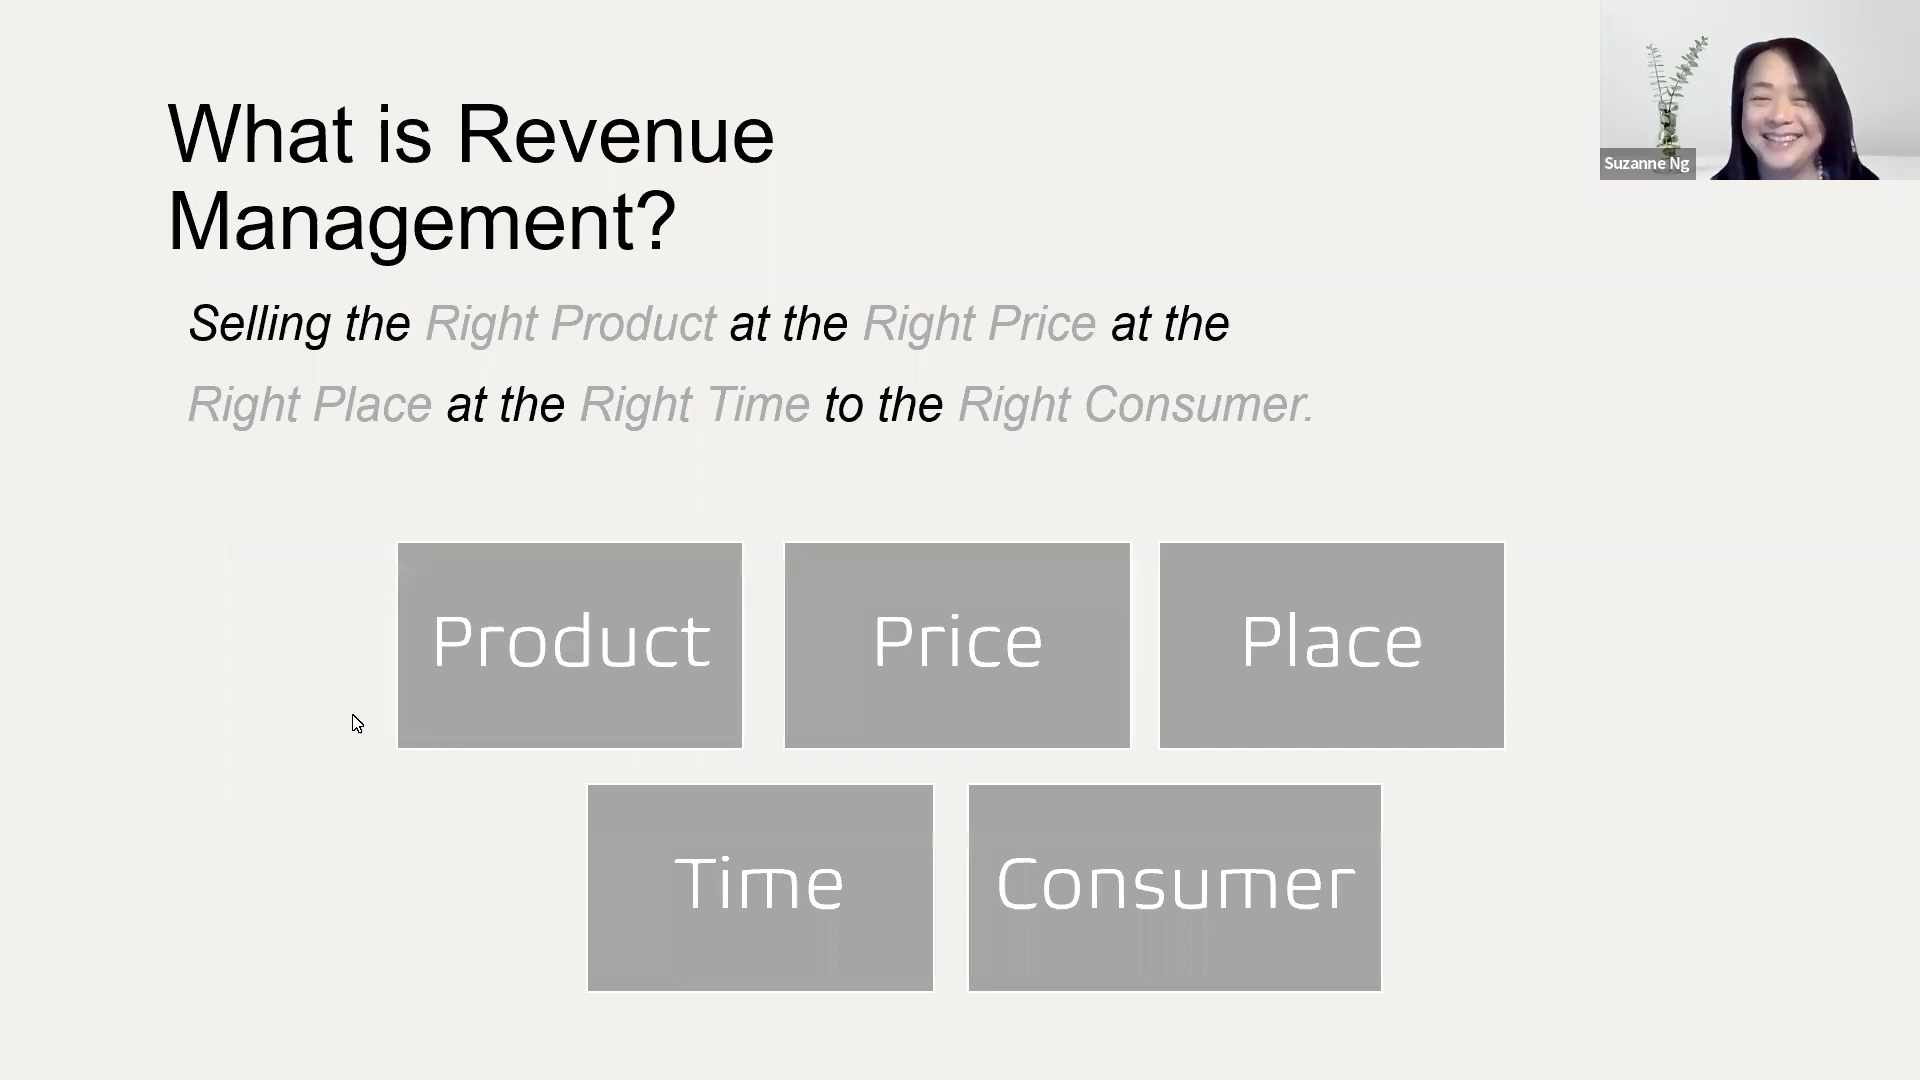 What is Revenue
Management?
Selling the Right Product at the Right Price at the
Right Place at the Right Time to the Right Consumer.
Product
Price
Place
Time
Consumer
Suzanne Ng